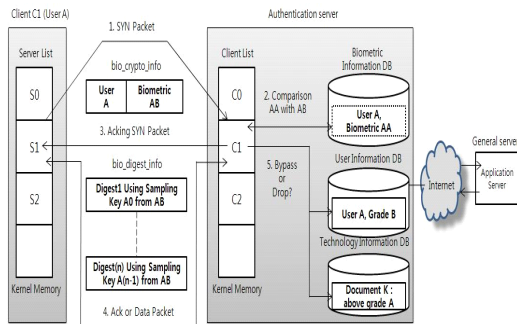 Client C1 (User A)
Authentication server
1. SYN Packet
Server List
bio_crypto_info
User
A
Biometric
AB
Client List
Biometric
Information DB
S0
C0
2. Comparison
AA with AB
User A,
Biometric AA
3. Acking SYN Packet
S1
C1
bio_digest_info
5. Bypass
or
Drop?
User Information DB
General server
Internet
Application
Server
S2
Digest1 Using Sampling
Key A0 from AB
C2
User A, Grade B
Technology Information DB
Digest(n) Using Sampling
Key A(n-1) from AB
Document K :
above grade A
Kernel Memory
Kernel Memory
4. Ack or Data Packet